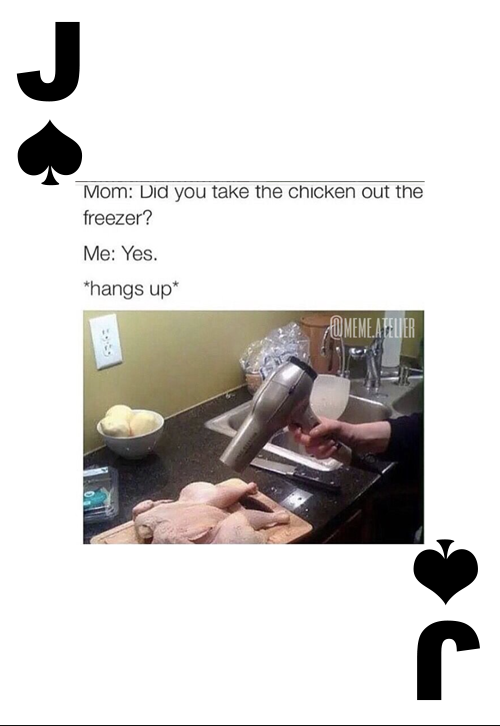 J
Mom: Did you take the chicken out the
freezer?
Me: Yes.
*hangs up*
@MEME.ATELIER
J